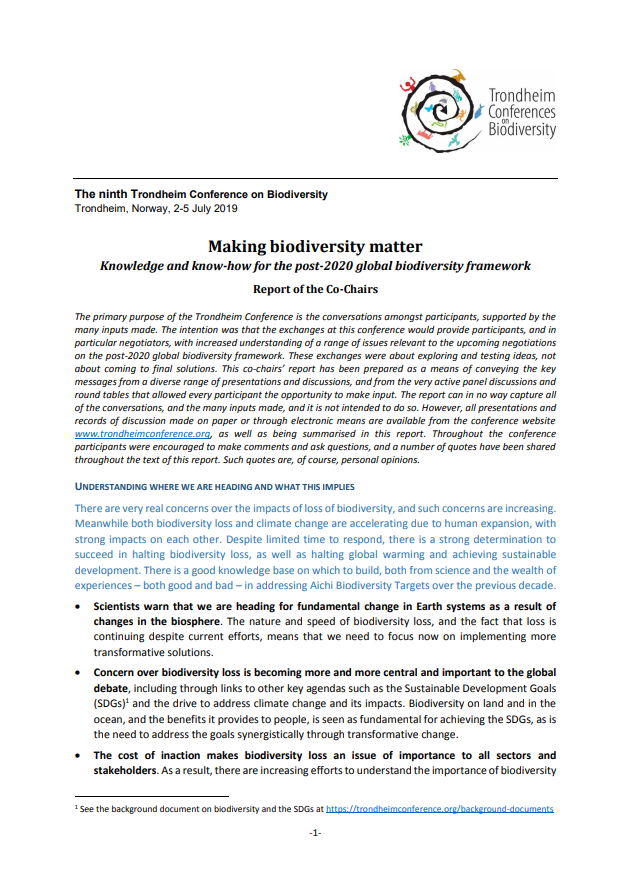 Trondheim
Conferences
on
Biodiversity
The ninth Trondheim Conference on Biodiversity
Trondheim, Norway, 2-5 July 2019
Making biodiversity matter
Knowledge and know-how for the post-2020 global biodiversity framework
Report of the Co-Chairs
The primary purpose of the Trondheim Conference is the conversations amongst participants, supported by the
many inputs made. The intention was that the exchanges at this conference would provide participants, and in
particular negotiators, with increased understanding of a range of issues relevant to the upcoming negotiations
on the post-2020 global biodiversity framework. These exchanges were about exploring and testing ideas, not
about coming to final solutions. This co-chairs' report has been prepared as a means of conveying the key
messages from a diverse range of presentations and discussions, and from the very active panel discussions and
round tables that allowed every participant the opportunity to make input. The report can in no way capture all
of the conversations, and the many inputs made, and it is not intended to do so. However, all presentations and
records of discussion made on paper or through electronic means are available from the conference website
www.trondheimconference.org, as well as being summarised in this report. Throughout the conference
participants were encouraged to make comments and ask questions, and a number of quotes have been shared
throughout the text of this report. Such quotes are, of course, personal opinions.
UNDERSTANDING WHERE WE ARE HEADING AND WHAT THIS IMPLIES
There are very real concerns over the impacts of loss of biodiversity, and such concerns are increasing.
Meanwhile both biodiversity loss and climate change are accelerating due to human expansion, with
strong impacts on each other. Despite limited time to respond, there is a strong determination to
succeed in halting biodiversity loss, as well as halting global warming and achieving sustainable
development. There is a good knowledge base on which to build, both from science and the wealth of
experiences – both good and bad – in addressing Aichi Biodiversity Targets over the previous decade.
• Scientists warn that we are heading for fundamental change in Earth systems as a result of
changes in the biosphere. The nature and speed of biodiversity loss, and the fact that loss is
continuing despite current efforts, means that we need to focus now on implementing more
transformative solutions.
• Concern over biodiversity loss is becoming more and more central and important to the global
debate, including through links to other key agendas such as the Sustainable Development Goals
(SDGs)¹ and the drive to address climate change and its impacts. Biodiversity on land and in the
ocean, and the benefits it provides to people, is seen as fundamental for achieving the SDGs, as is
the need to address the goals synergistically through transformative change.
• The cost of inaction makes biodiversity loss an issue of importance to all sectors and
stakeholders. As a result, there are increasing efforts to understand the importance of biodiversity
¹ See the background document on biodiversity and the SDGs at https://trondheimconference.org/background-documents
-1-